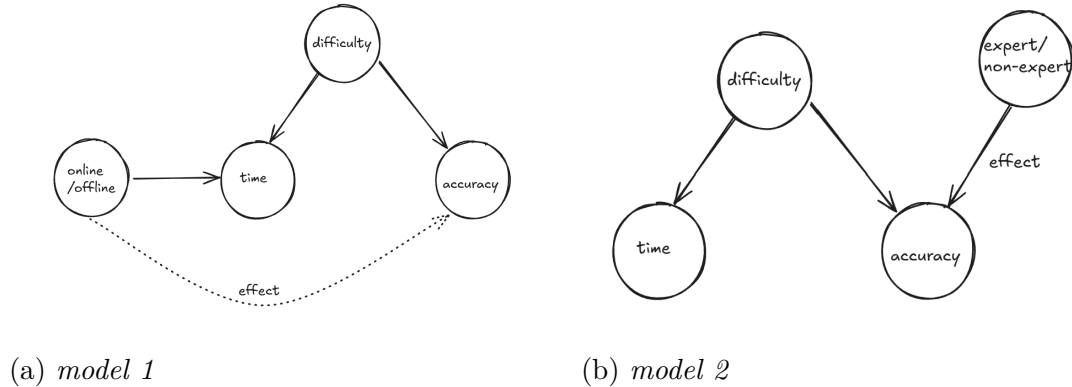 difficulty
online
/offline
time
accuracy
effect
(a) model 1
difficulty
expert/
non-expert
effect
time
accuracy
(b) model 2